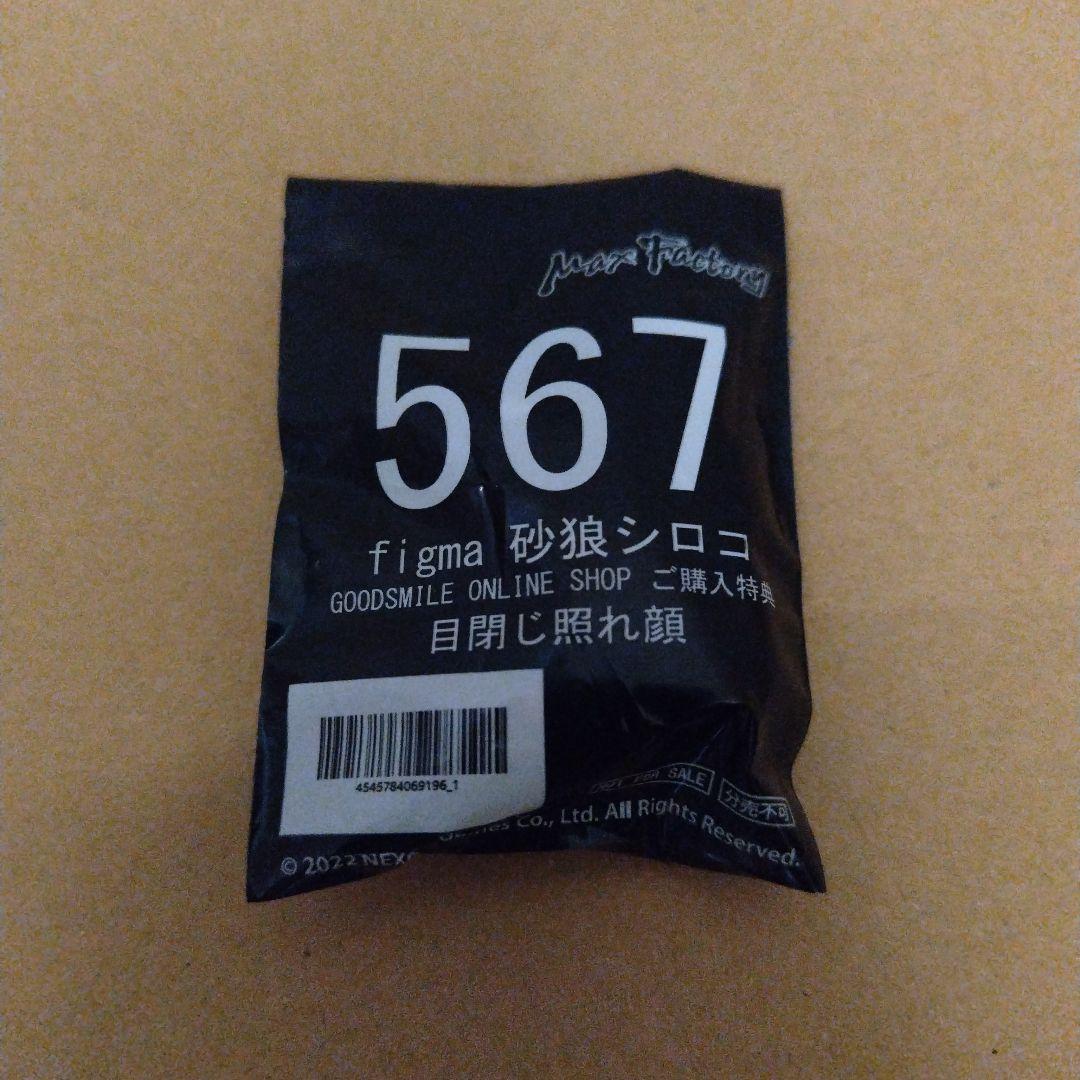 Max Factory
567
figma 砂狼シロコ
GOODSMILE ONLINE SHOP ご購入特典
目閉じ照れ顔
4545784069196_1
NOT FOR SALE 分売不可
© 2022 NEXO Games Co., Ltd. All Rights Reserved.